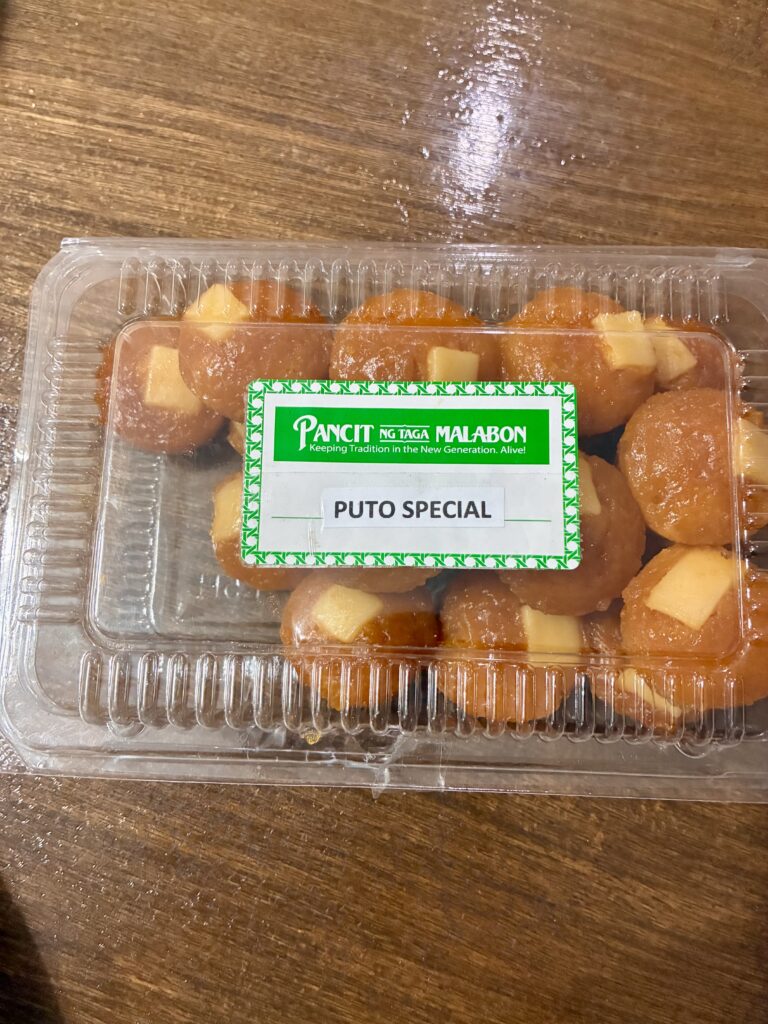 PANCIT NG TAGA MALABON
Keeping Tradition in the New Generation. Alive!
PUTO SPECIAL